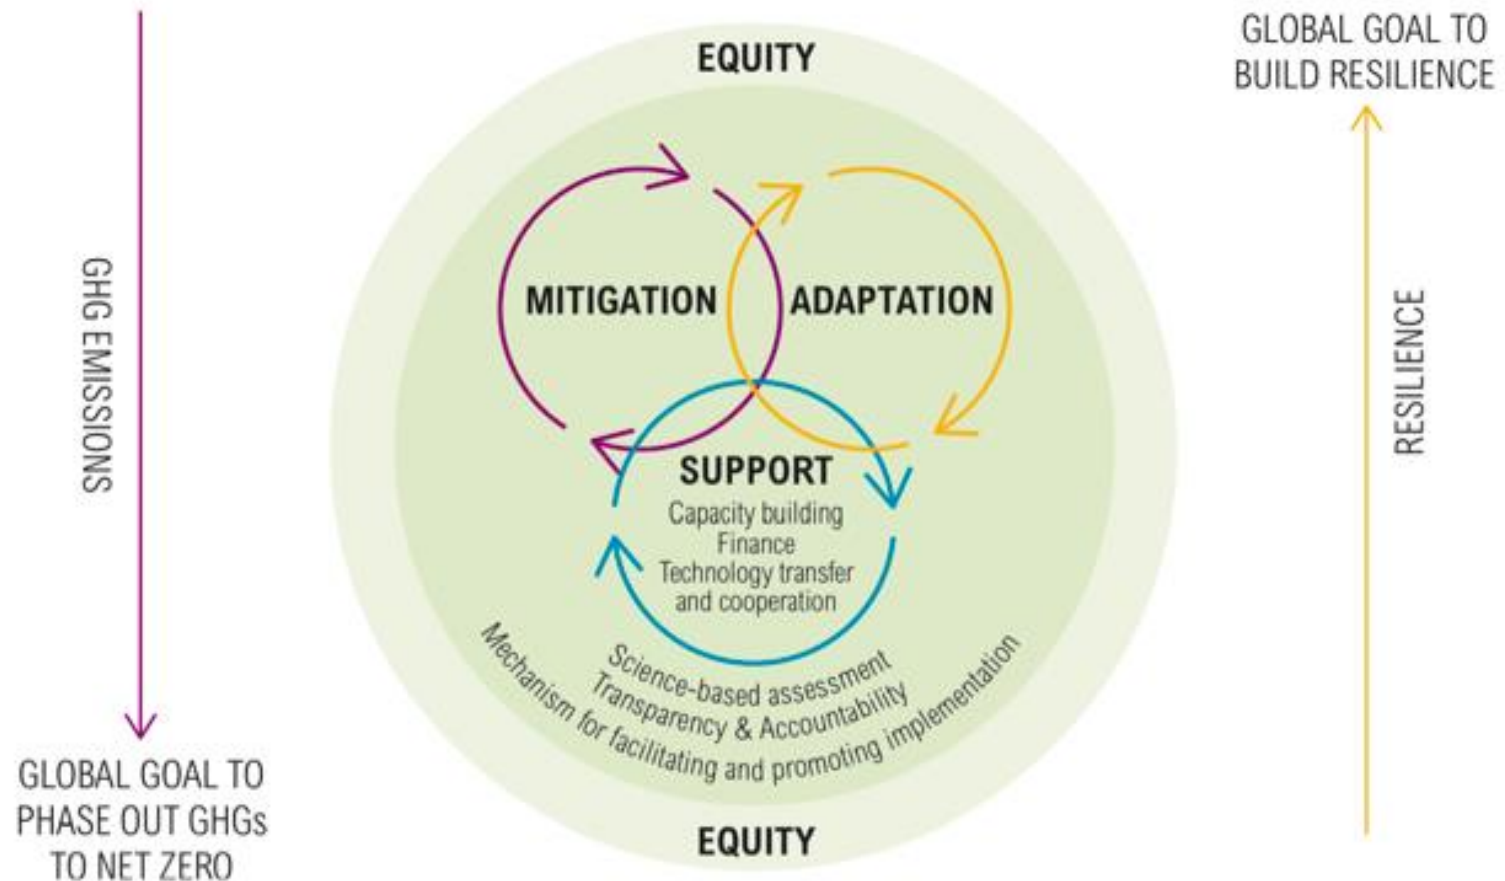 EQUITY
GLOBAL GOAL TO
BUILD RESILIENCE
GHG EMISSIONS
MITIGATION
ADAPTATION
RESILIENCE
SUPPORT
Capacity building
Finance
Technology transfer
and cooperation
Science-based assessment
Transparency & Accountability
Mechanism for facilitating and promoting implementation
GLOBAL GOAL TO
PHASE OUT GHGs
TO NET ZERO
EQUITY